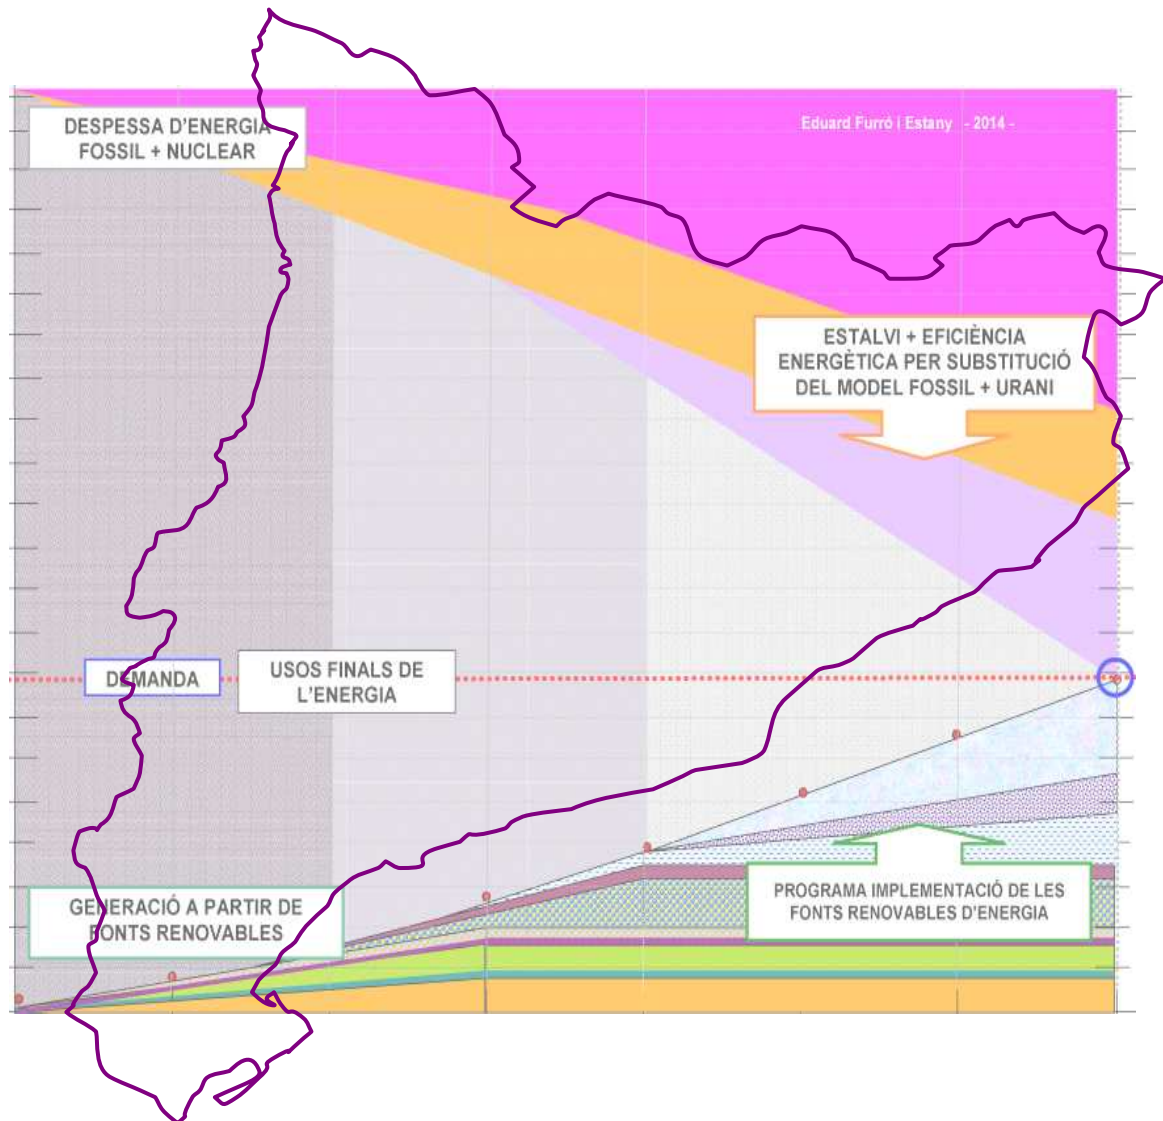 DESPESSA D'ENERGIA
FOSSIL + NUCLEAR
Eduard Furró i Estany - 2014 -
ESTALVI + EFICIÈNCIA
ENERGÈTICA PER SUBSTITUCIÓ
DEL MODEL FOSSIL + URANI
DEMANDA
USOS FINALS DE
L'ENERGIA
GENERACIÓ A PARTIR DE
FONTS RENOVABLES
PROGRAMA IMPLEMENTACIÓ DE LES
FONTS RENOVABLES D'ENERGIA